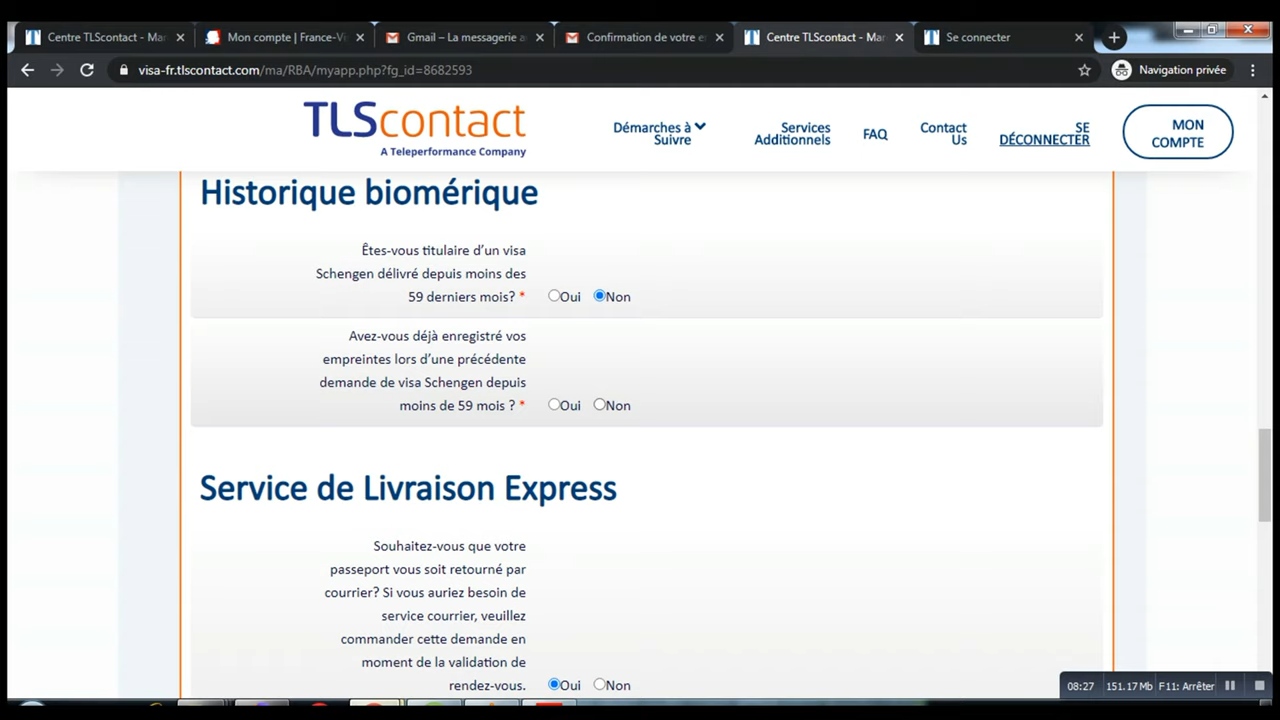 Centre TLScontact - Mar
Mon compte | France-Vi
Gmail – La messagerie a
Confirmation de votre e
Centre TLScontact - Mar
Se connecter
visa-fr.tlscontact.com/ma/RBA/myapp.php?fg_id=8682593
Navigation privée
TLScontact
A Teleperformance Company
Démarches à
Suivre
Services
Additionnels
FAQ
Contact
Us
SE
DÉCONNECTER
MON
COMPTE
Historique biomérique
Êtes-vous titulaire d’un visa
Schengen délivré depuis moins des
59 derniers mois? * Oui Non
Avez-vous déjà enregistré vos
empreintes lors d’une précédente
demande de visa Schengen depuis
moins de 59 mois ? * Oui Non
Service de Livraison Express
Souhaitez-vous que votre
passeport vous soit retourné par
courrier? Si vous auriez besoin de
service courrier, veuillez
commander cette demande en
moment de la validation de
rendez-vous. Oui Non
08:27 151.17 Mb F11: Arrêter